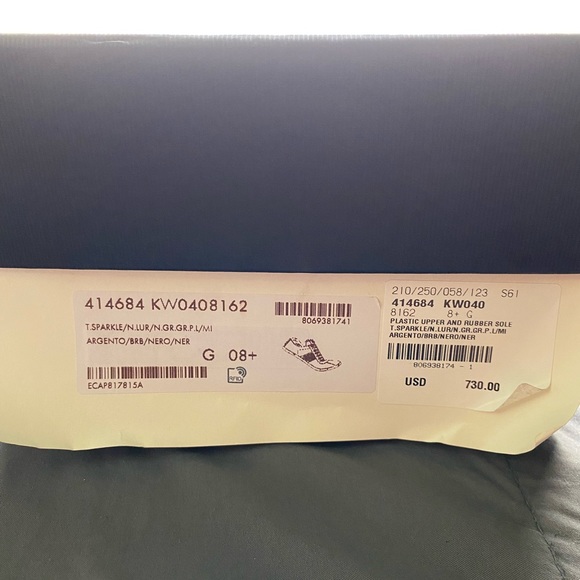 414684 KW0408162
8069381741
T.SPARKLE/N.LUR/N.GR.GR.P.L/MI
ARGENTO/BRB/NERO/NER
G 08+
RFID
ECAP817815A
210/250/058/123 S61
414684 KW040
8162 8+ G
PLASTIC UPPER AND RUBBER SOLE
T.SPARKLE/N.LUR/N.GR.GR.P.L/MI
ARGENTO/BRB/NERO/NER
806938174 - 1
USD 730.00